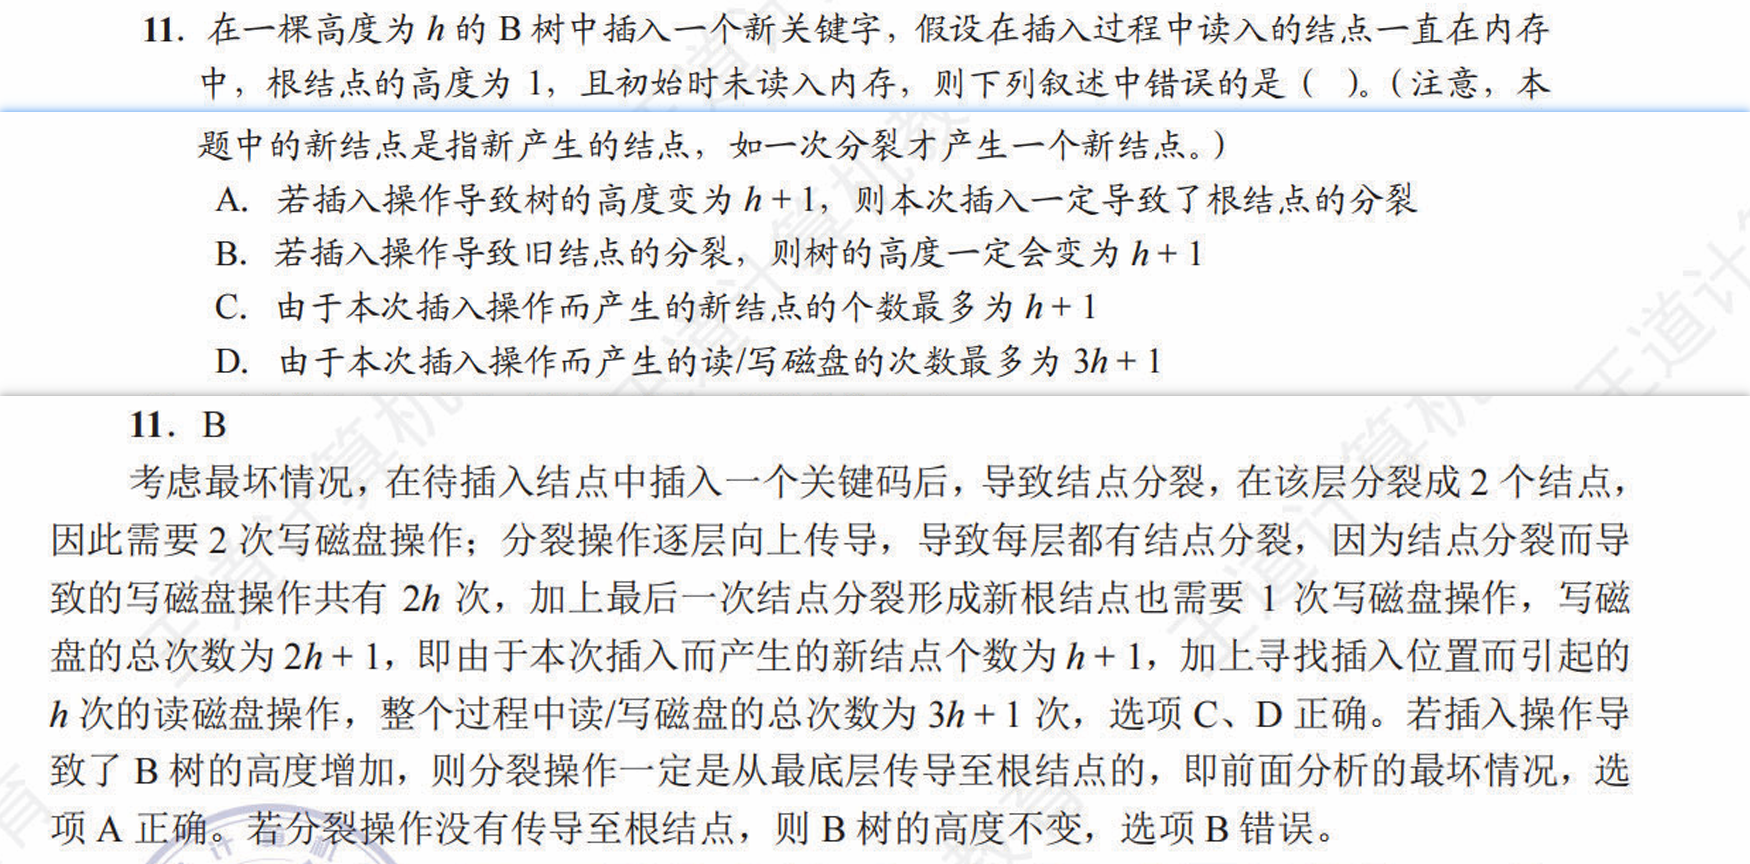 11. 在一棵高度为 h 的 B 树中插入一个新关键字，假设在插入过程中读入的结点一直在内存
中，根结点的高度为 1，且初始时未读入内存，则下列叙述中错误的是（ ）。（注意，本
题中的新结点是指新产生的结点，如一次分裂才产生一个新结点。）
A. 若插入操作导致树的高度变为 h + 1，则本次插入一定导致了根结点的分裂
B. 若插入操作导致旧结点的分裂，则树的高度一定会变为 h + 1
C. 由于本次插入操作而产生的新结点的个数最多为 h + 1
D. 由于本次插入操作而产生的读/写磁盘的次数最多为 3h + 1
11. B
考虑最坏情况，在待插入结点中插入一个关键码后，导致结点分裂，在该层分裂成 2 个结点，
因此需要 2 次写磁盘操作；分裂操作逐层向上传导，导致每层都有结点分裂，因为结点分裂而导
致的写磁盘操作共有 2h 次，加上最后一次结点分裂形成新根结点也需要 1 次写磁盘操作，写磁
盘的总次数为 2h + 1，即由于本次插入而产生的新结点个数为 h + 1，加上寻找插入位置而引起的
h 次的读磁盘操作，整个过程中读/写磁盘的总次数为 3h + 1 次，选项 C、D 正确。若插入操作导
致了 B 树的高度增加，则分裂操作一定是从最底层传导至根结点的，即前面分析的最坏情况，选
项 A 正确。若分裂操作没有传导至根结点，则 B 树的高度不变，选项 B 错误。